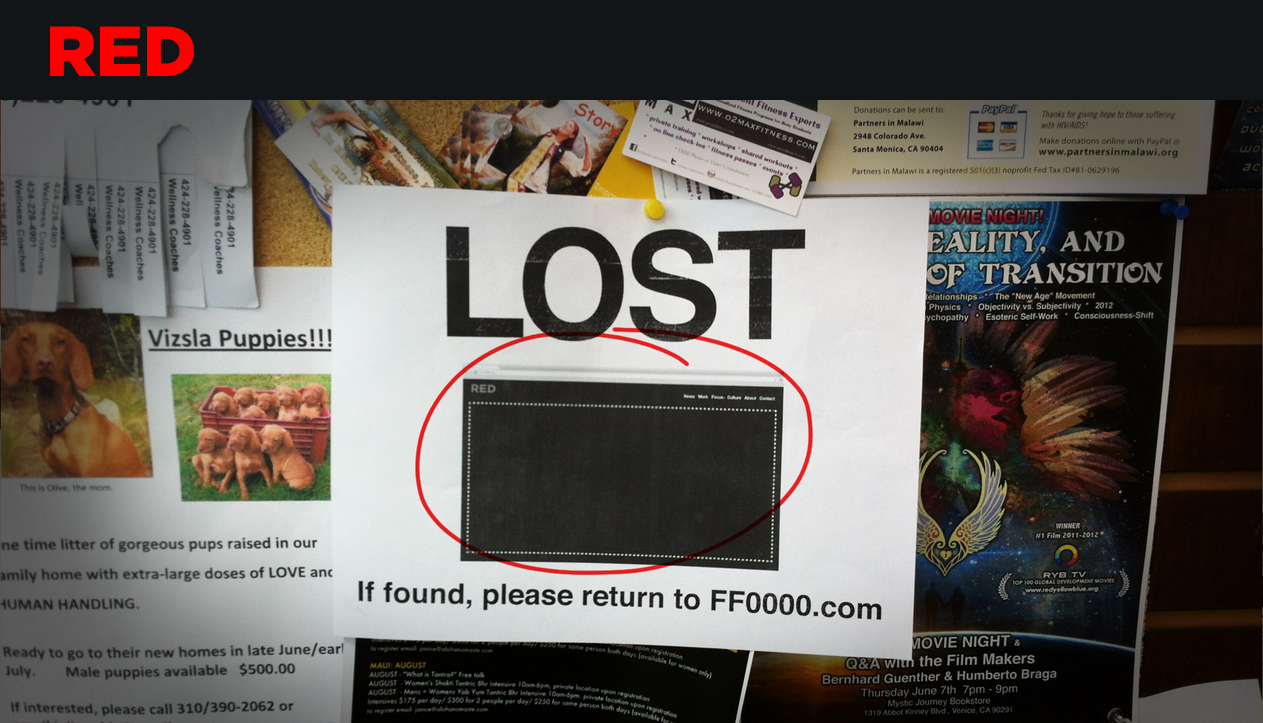 RED
424-228-4901
Wellness Coaches
424-228-4901
Wellness Coaches
424-228-4901
Wellness Coaches
424-228-4901
Wellness Coaches
424-228-4901
Wellness Coaches
Story
MAX
Fitness Experts
WWW.O2MAXFITNESS.COM
* private training * workshops * shared workouts *
* on line check ins * fitness passes * events *
Donations can be sent to:
Partners in Malawi
2948 Colorado Ave.
Santa Monica, CA 90404
PayPal
Thanks for giving hope to those suffering
with HIV/AIDS!
Make donations online with PayPal @
www.partnersinmalawi.org
Partners in Malawi is a registered 501(c)(3) noprofit Fed Tax ID#81-0629196
LOST
RED
News Work Focus Culture About Contact
If found, please return to FF0000.com
Vizsla Puppies!!!
This is Olive, the mom.
ne time litter of gorgeous pups raised in our
amily home with extra-large doses of LOVE and
HUMAN HANDLING.
Ready to go to their new homes in late June/earl
July. Male puppies available $500.00
If interested, please call 310/390-2062 or
MOVIE NIGHT!
EALITY, AND
OF TRANSITION
elationships * The "New Age" Movement
Physics * Objectivity vs. Subjectivity * 2012
ychopathy * Esoteric Self-Work * Consciousness-Shift
WINNER
#1 Film 2011-2012*
RYB TV
TOP 100 GLOBAL DEVELOPMENT MOVIES
www.redyellowblue.org
MOVIE NIGHT &
Q&A with the Film Makers
Bernhard Guenther & Humberto Braga
Thursday June 7th 7pm - 9pm
Mystic Journey Bookstore
1319 Abbot Kinney Blvd., Venice, CA 90291
MAUI: AUGUST
AUGUST - "What is Tantra?" Free talk
AUGUST - Women's Shakti Tantric Bhr Intensive 10am-6pm, private location upon registration
AUGUST - Mens + Womens Yab Yum Tantric Bhr Intensive 10am-6pm. private location upon registration
Intensives $175 per day/ $300 for 2 people per day/ $250 for same person both days (available for women only)